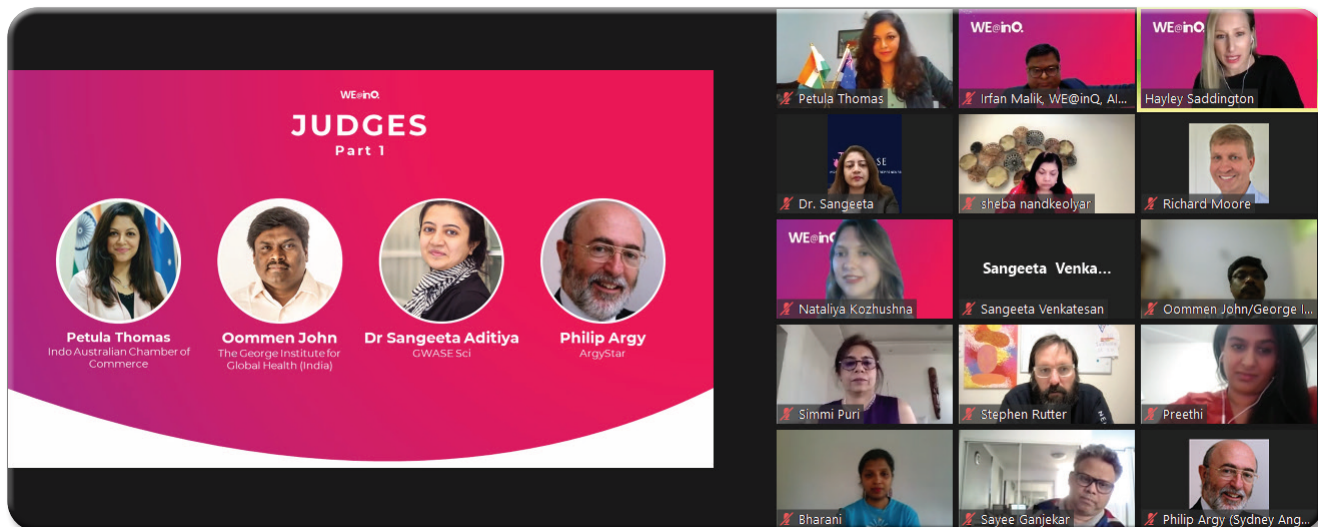 WE@inQ.
JUDGES
Part 1
Petula Thomas
Indo Australian Chamber of
Commerce
Oommen John
The George Institute for
Global Health (India)
Dr Sangeeta Aditiya
GWASE Sci
Philip Argy
ArgyStar
Petula Thomas
WE@inQ.
Irfan Malik, WE@inQ, AI...
WE@inQ
Hayley Saddington
SE
Dr. Sangeeta
sheba nandkeolyar
Richard Moore
WE@inQ
Nataliya Kozhushna
Sangeeta Venka...
Sangeeta Venkatesan
Oommen John/George I...
Simmi Puri
Stephen Rutter
Preethi
Bharani
Sayee Ganjekar
Philip Argy (Sydney Ang...